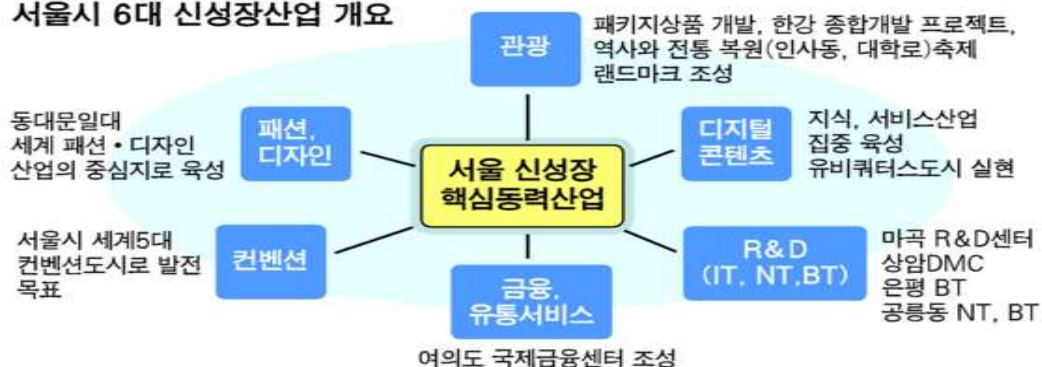 서울시 6대 신성장산업 개요
관광
패키지상품 개발, 한강 종합개발 프로젝트,
역사와 전통 복원(인사동, 대학로)축제
랜드마크 조성
동대문일대
세계 패션·디자인
산업의 중심지로 육성
패션,
디자인
디지털
콘텐츠
지식, 서비스산업
집중 육성
유비쿼터스도시 실현
서울 신성장
핵심동력산업
서울시 세계5대
컨벤션도시로 발전
목표
컨벤션
금융,
유통서비스
여의도 국제금융센터 조성
R&D
(IT, NT,BT)
마곡 R&D센터
상암DMC
은평 BT
공릉동 NT, BT